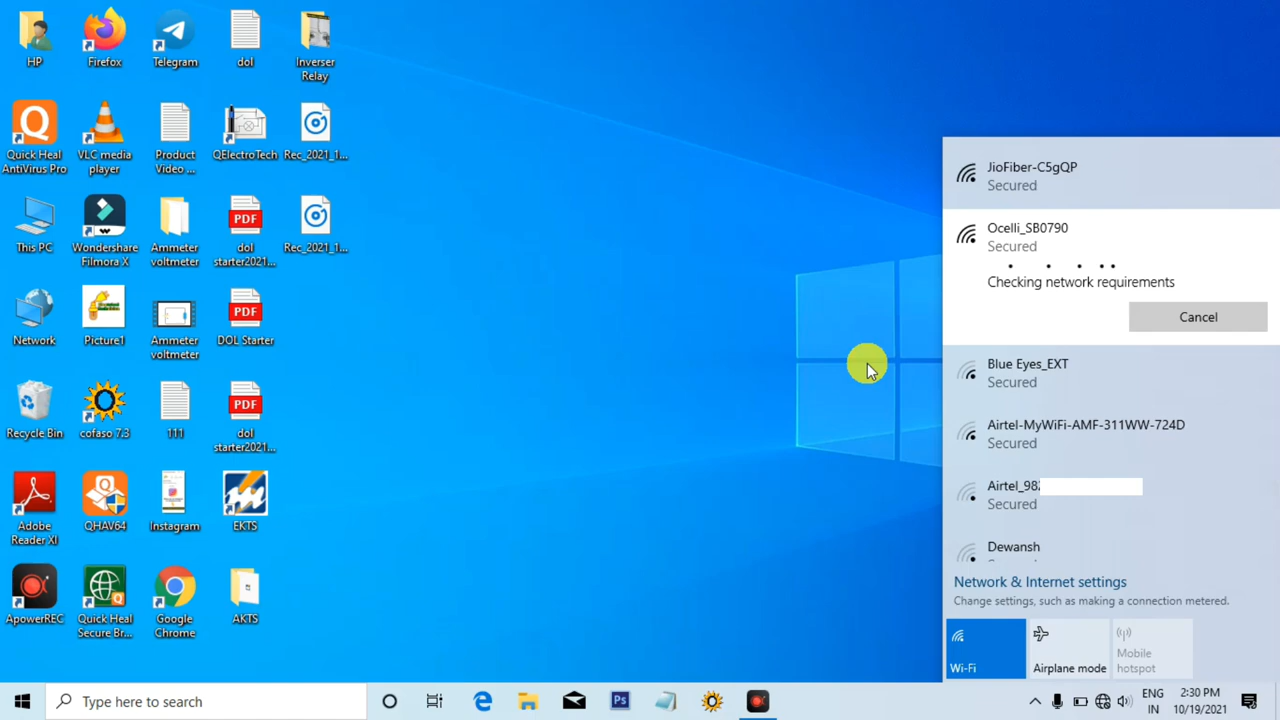 HP
Firefox
Telegram
dol
Inverser
Relay
Quick Heal
AntiVirus Pro
VLC media
player
Product
Video ...
QElectroTech
Rec_2021_1...
This PC
Wondershare
Filmora X
Ammeter
voltmeter
PDF
dol
starter2021...
Rec_2021_1...
Network
Picture1
Ammeter
voltmeter
PDF
DOL Starter
Recycle Bin
cofaso 7.3
111
PDF
dol
starter2021...
Adobe
Reader XI
QHAV64
Instagram
EKTS
ApowerREC
Quick Heal
Secure Br...
Google
Chrome
AKTS
JioFiber-C5gQP
Secured
Ocelli_SB0790
Secured
Checking network requirements
Cancel
Blue Eyes_EXT
Secured
Airtel-MyWiFi-AMF-311WW-724D
Secured
Airtel_982
Secured
Dewansh
Network & Internet settings
Change settings, such as making a connection metered.
Wi-Fi
Airplane mode
Mobile
hotspot
Type here to search
Ps
ENG
IN
2:30 PM
10/19/2021